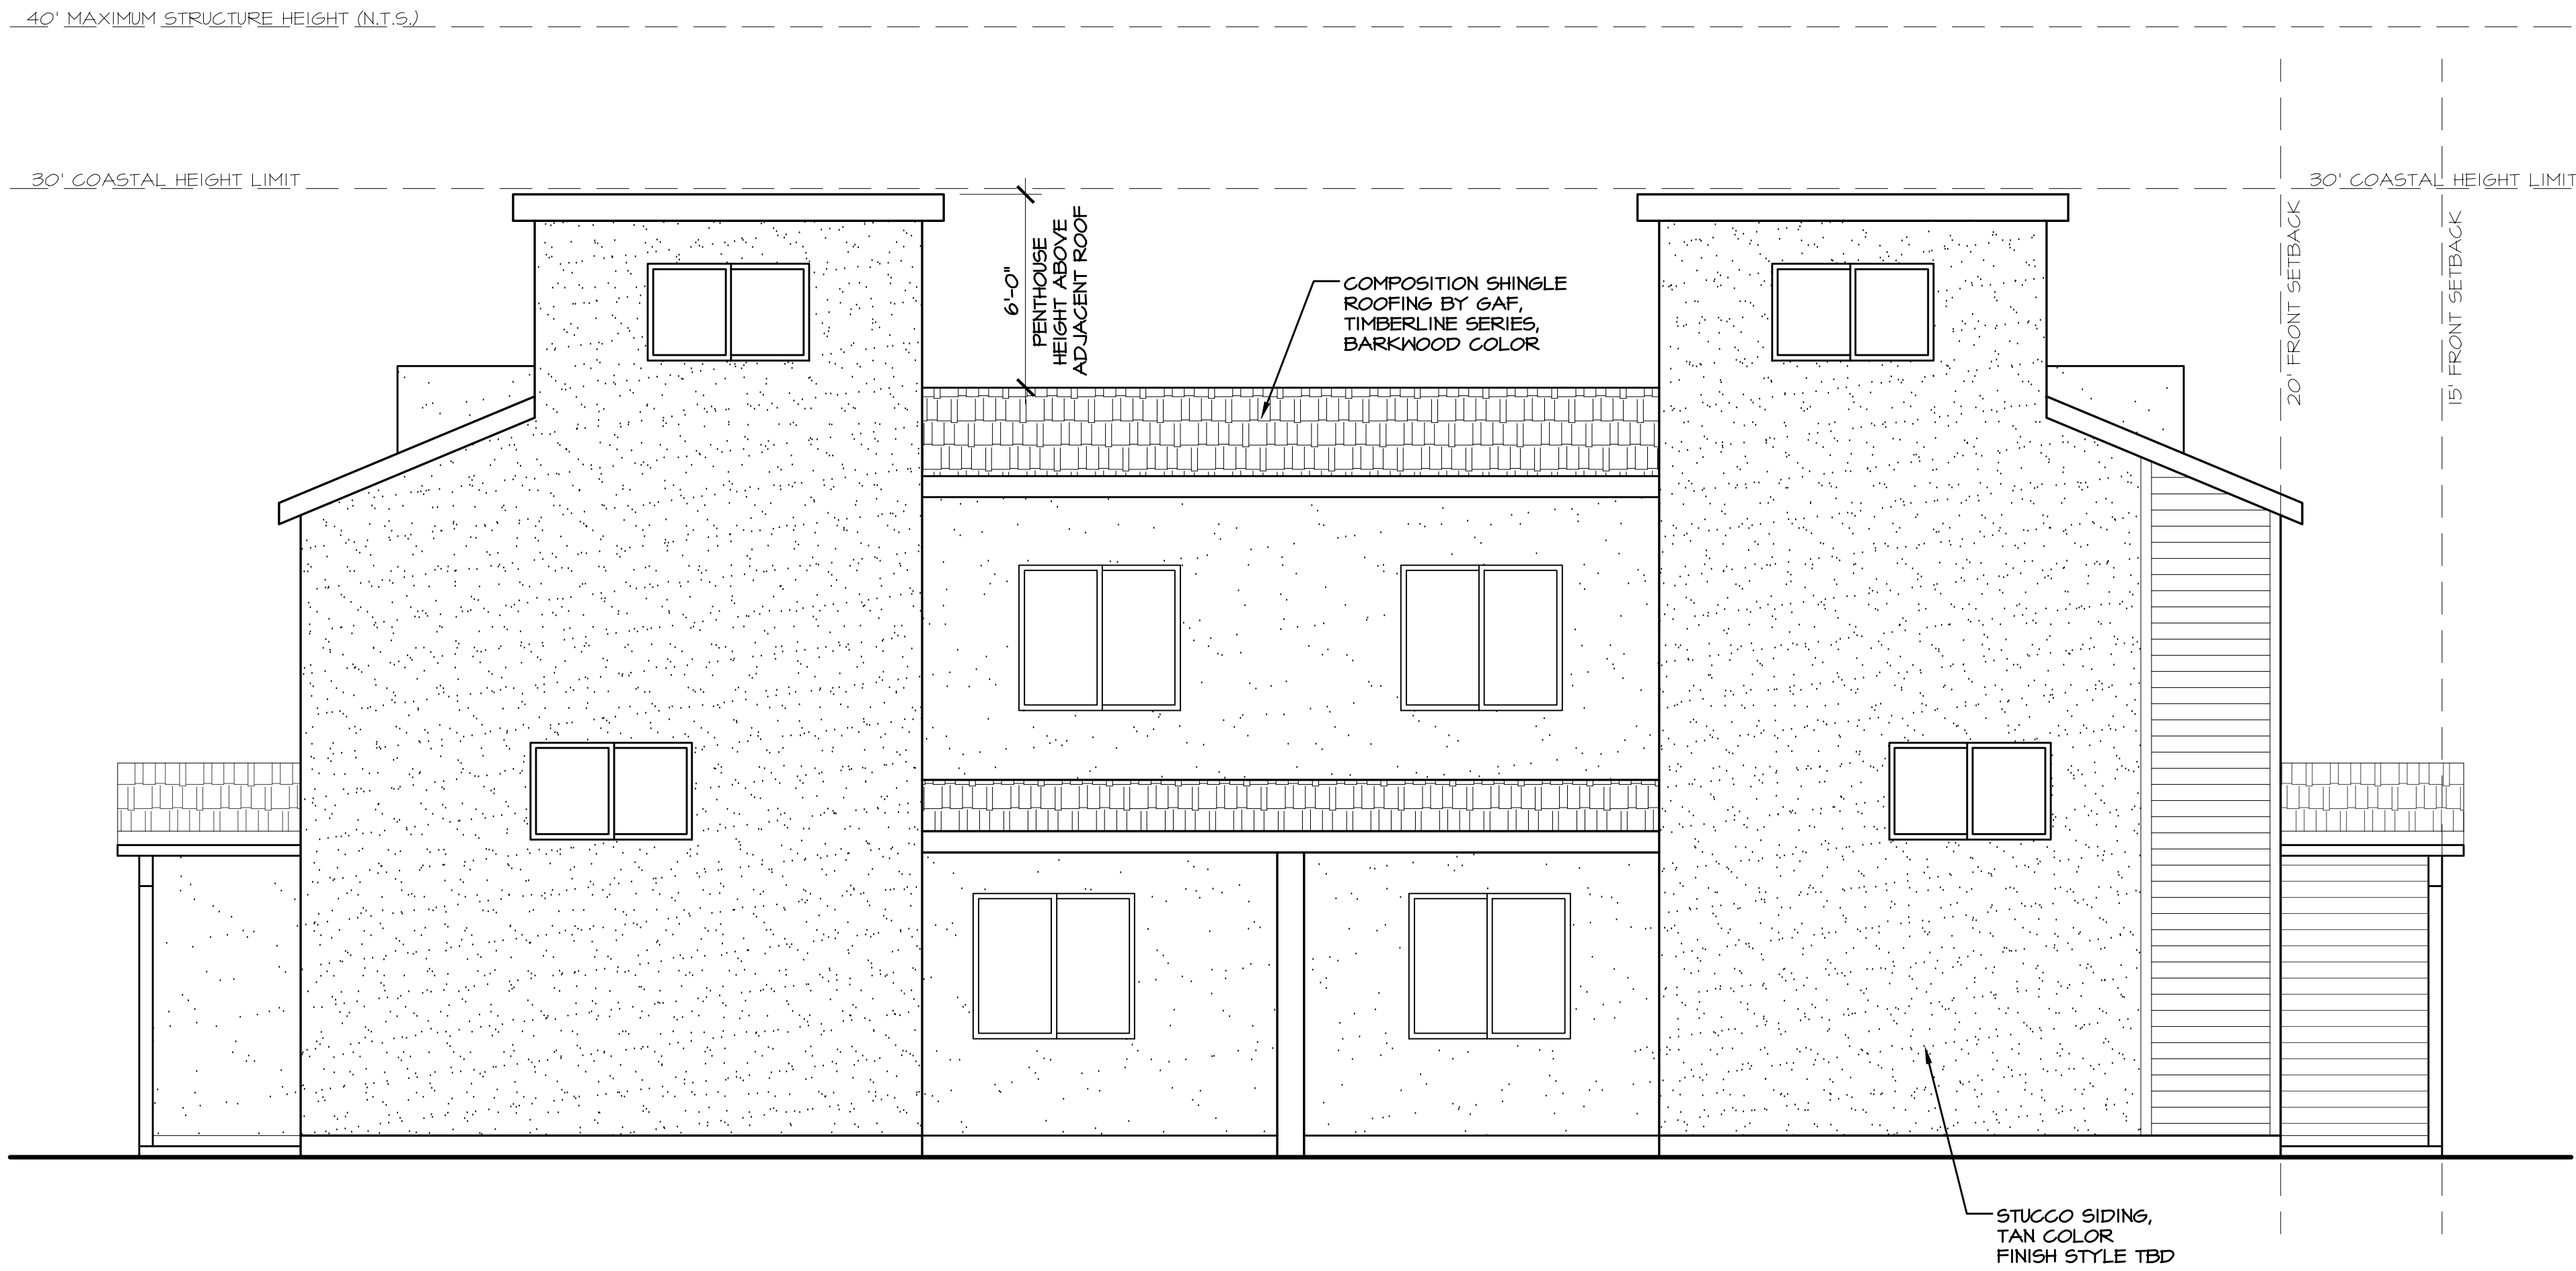 40' MAXIMUM STRUCTURE HEIGHT (N.T.S.)
30' COASTAL HEIGHT LIMIT
30' COASTAL HEIGHT LIMIT
6'-0"
PENTHOUSE
HEIGHT ABOVE
ADJACENT ROOF
COMPOSITION SHINGLE
ROOFING BY GAF,
TIMBERLINE SERIES,
BARKWOOD COLOR
20' FRONT SETBACK
15' FRONT SETBACK
STUCCO SIDING,
TAN COLOR
FINISH STYLE TBD